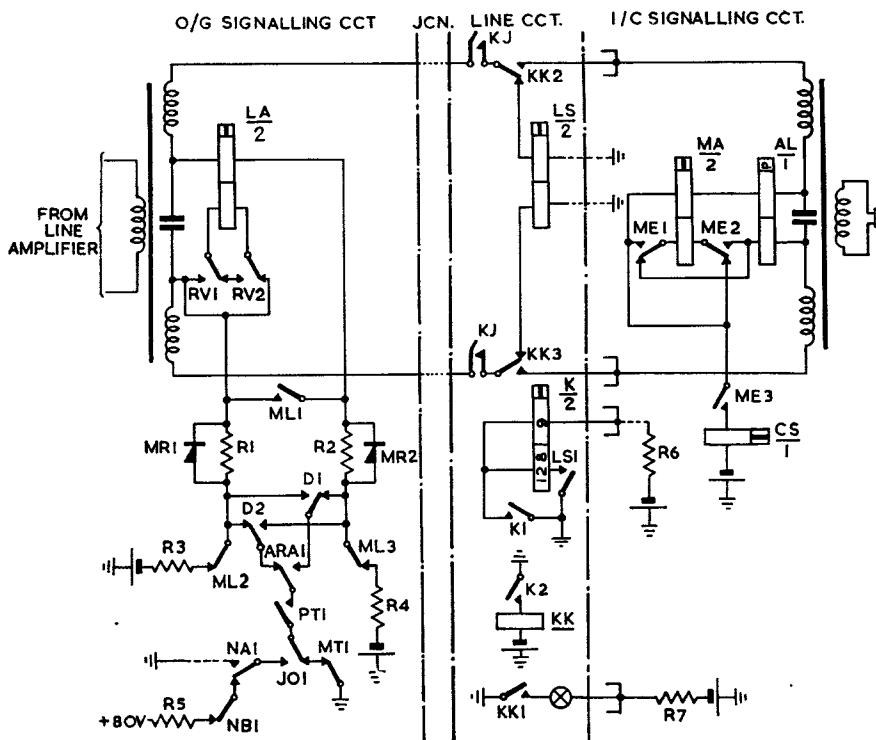 O/G SIGNALLING CCT
JCN.
LINE CCT.
I/C SIGNALLING CCT.
KJ
KK2
LA
2
LS
2
MA
2
AL
1
P
FROM
LINE
AMPLIFIER
ME1
ME2
RV1
RV2
KJ
KK3
ML1
K
2
ME3
MR1
R1
R2
MR2
9
128
LS1
R6
CS
1
D1
D2
K1
R3
ARA1
ML3
ML2
R4
K2
PT1
KK
NA1
MT1
JO1
R5
+80V
NB1
KK1
R7